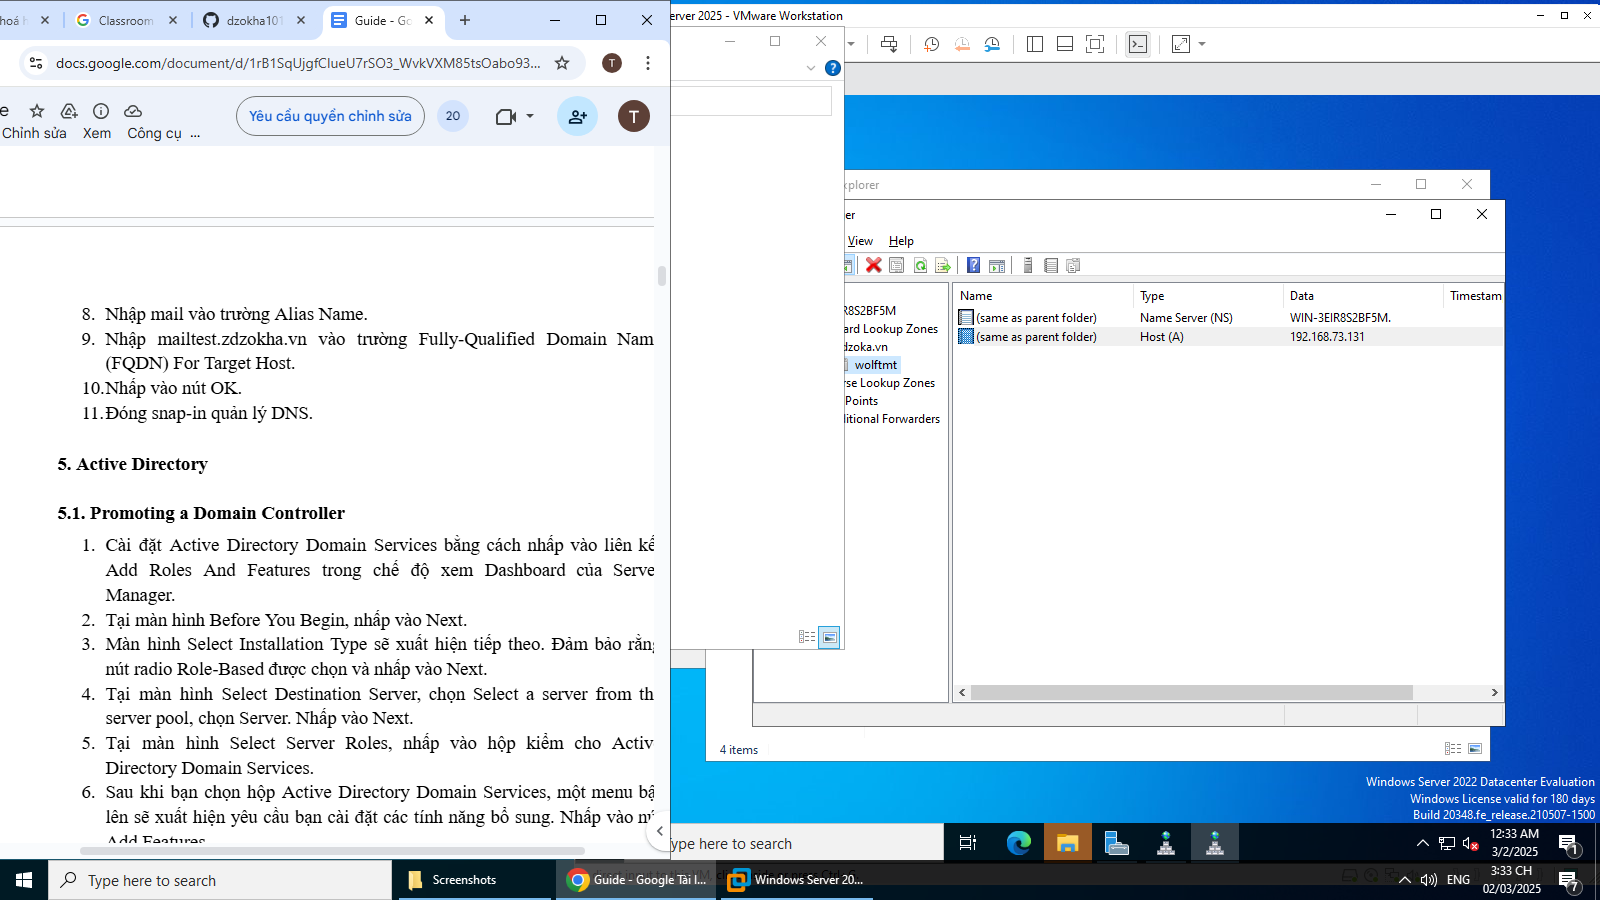 hoá h
Classroom
dzokha101
Guide - Go
docs.google.com/document/d/1rB1SqUjgfClueU7rSO3_WvkVXM85tsOabo93...
T
e
Chỉnh sửa Xem Công cụ ...
Yêu cầu quyền chỉnh sửa
20
T
8. Nhập mail vào trường Alias Name.
9. Nhập mailtest.zdzokha.vn vào trường Fully-Qualified Domain Nam
(FQDN) For Target Host.
10. Nhấp vào nút OK.
11. Đóng snap-in quản lý DNS.
5. Active Directory
5.1. Promoting a Domain Controller
1. Cài đặt Active Directory Domain Services bằng cách nhấp vào liên kế
Add Roles And Features trong chế độ xem Dashboard của Serve
Manager.
2. Tại màn hình Before You Begin, nhấp vào Next.
3. Màn hình Select Installation Type sẽ xuất hiện tiếp theo. Đảm bảo rằng
nút radio Role-Based được chọn và nhấp vào Next.
4. Tại màn hình Select Destination Server, chọn Select a server from th
server pool, chọn Server. Nhấp vào Next.
5. Tại màn hình Select Server Roles, nhấp vào hộp kiểm cho Activ
Directory Domain Services.
6. Sau khi bạn chọn hộp Active Directory Domain Services, một menu bậ
lên sẽ xuất hiện yêu cầu bạn cài đặt các tính năng bổ sung. Nhấp vào mụ
Add Features
erver 2025 - VMware Workstation
xplorer
er
View Help
R8S2BF5M
ard Lookup Zones
dzoka.vn
wolftmt
rse Lookup Zones
Points
ditional Forwarders
Name Type Data Timestam
(same as parent folder) Name Server (NS) WIN-3EIR8S2BF5M.
(same as parent folder) Host (A) 192.168.73.131
4 items
Windows Server 2022 Datacenter Evaluation
Windows License valid for 180 days
Build 20348.fe_release.210507-1500
ype here to search
12:33 AM
3/2/2025
1
Type here to search
Screenshots
Guide - Google Tài l...
Windows Server 20...
ENG
3:33 CH
02/03/2025
7